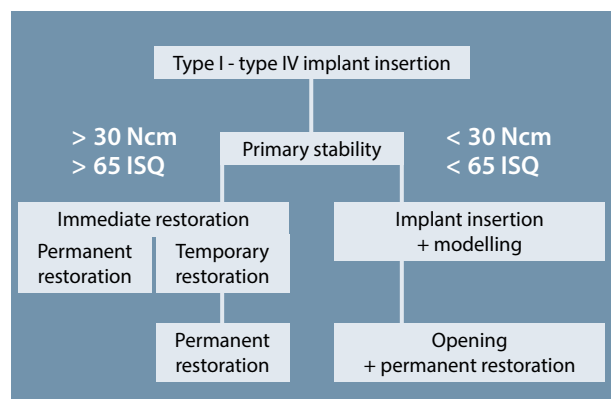 Type I - type IV implant insertion
> 30 Ncm
> 65 ISQ
Primary stability
< 30 Ncm
< 65 ISQ
Immediate restoration
Permanent
restoration
Temporary
restoration
Implant insertion
+ modelling
Permanent
restoration
Opening
+ permanent restoration